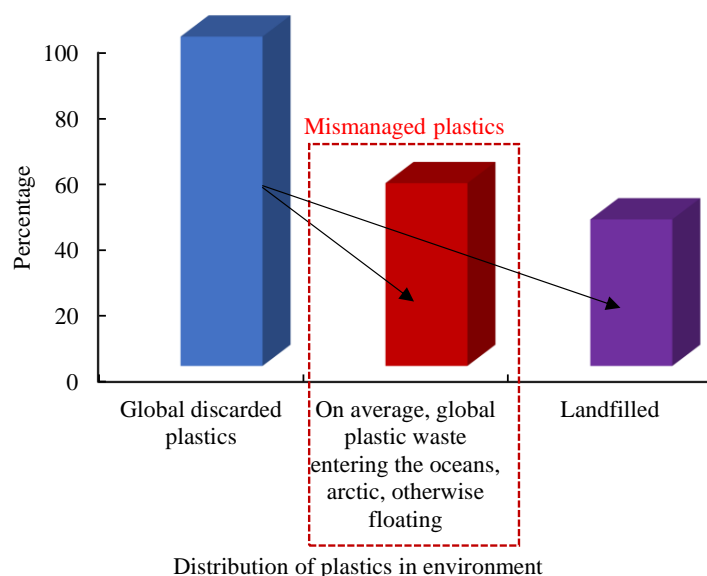 100
80
60
40
20
0
Percentage
Mismanaged plastics
Global discarded
plastics
On average, global
plastic waste
entering the oceans,
arctic, otherwise
floating
Landfilled
Distribution of plastics in environment